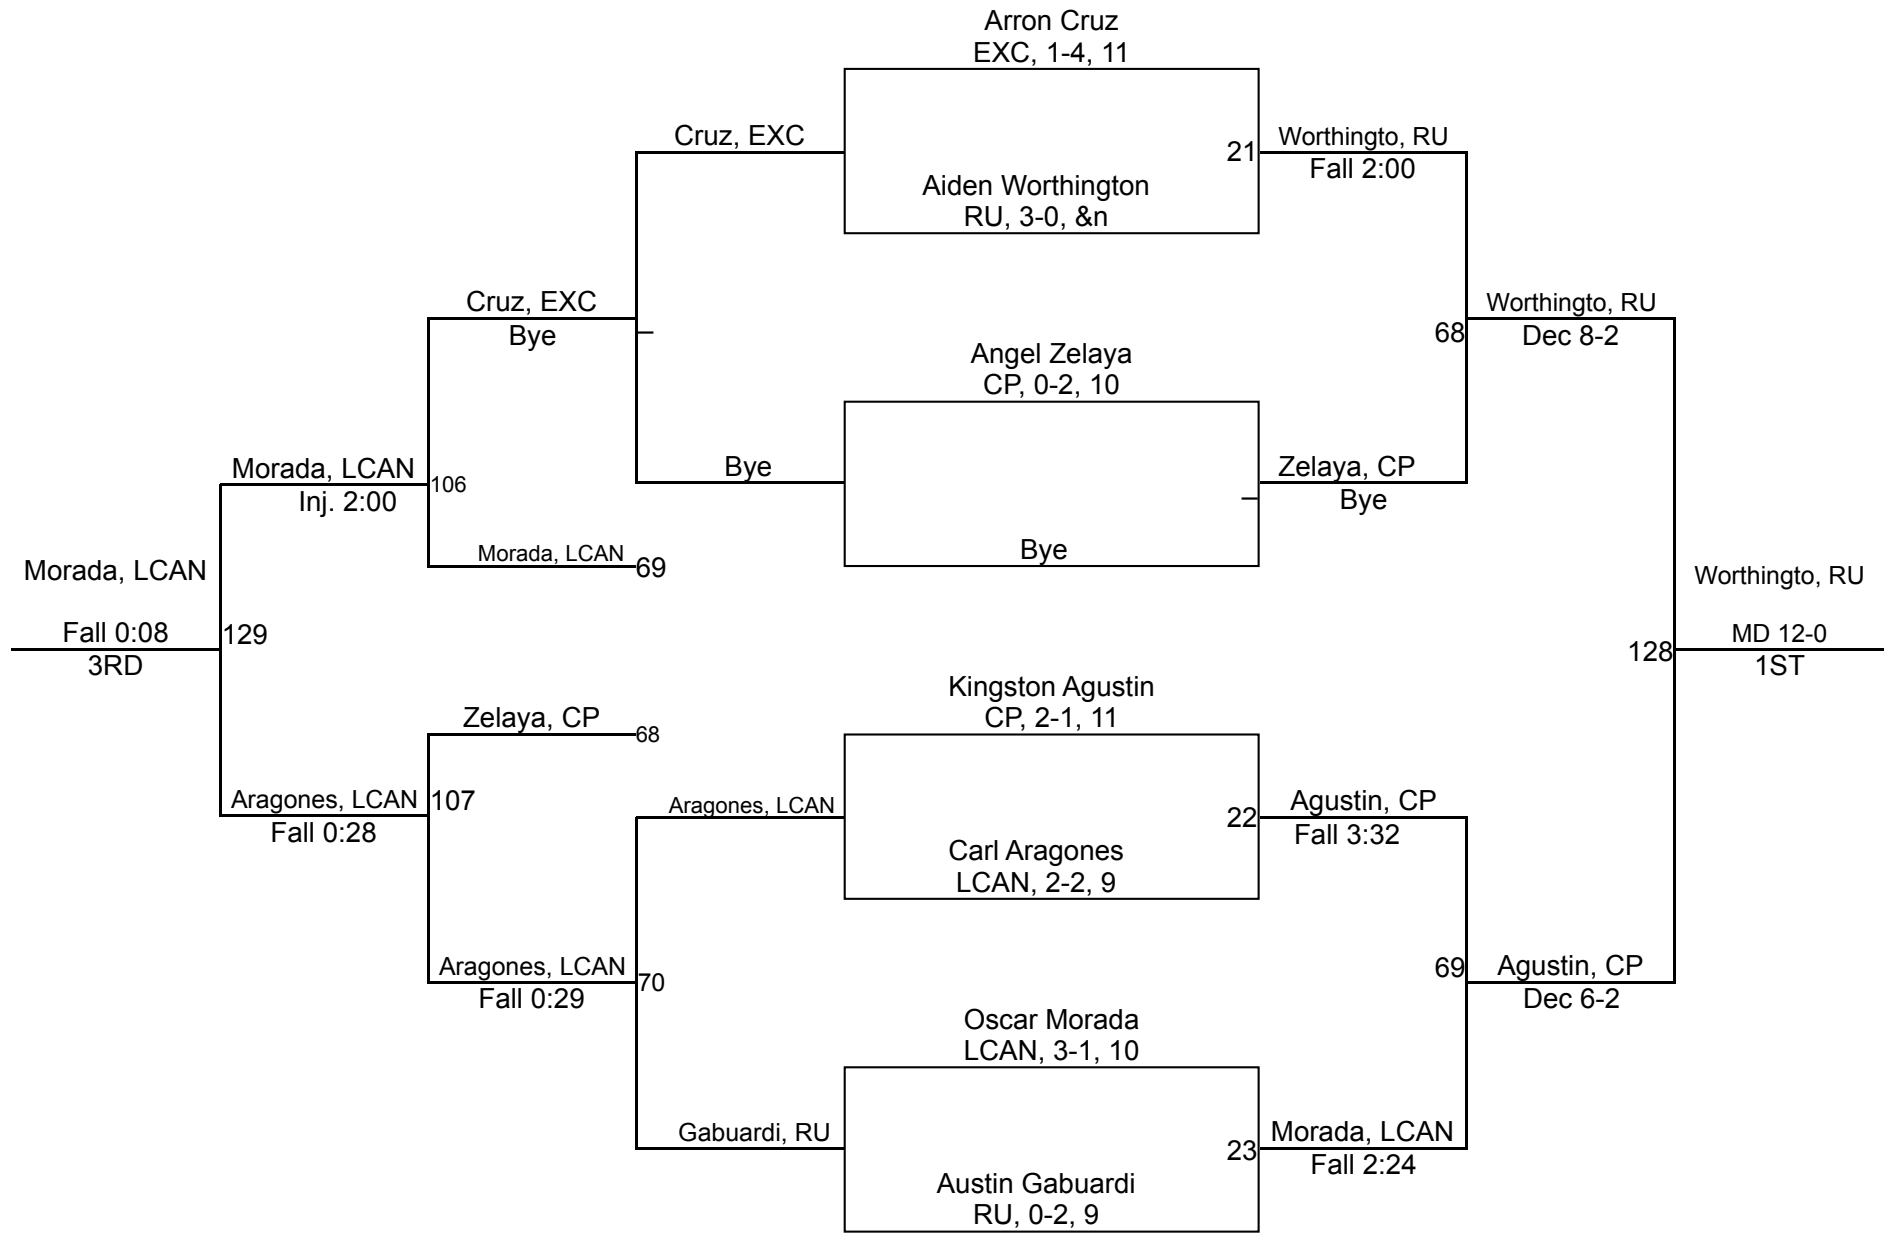 Arron Cruz
EXC, 1-4, 11
Cruz, EXC
21
Worthingto, RU
Fall 2:00
Aiden Worthington
RU, 3-0, &n
Cruz, EXC
Bye
68
Worthingto, RU
Dec 8-2
Angel Zelaya
CP, 0-2, 10
Morada, LCAN
Inj. 2:00
106
Bye
Zelaya, CP
Bye
Morada, LCAN
69
Bye
Morada, LCAN
Fall 0:08
3RD
129
Worthingto, RU
128
MD 12-0
1ST
Kingston Agustin
CP, 2-1, 11
Zelaya, CP
68
Aragones, LCAN
Fall 0:28
107
Aragones, LCAN
22
Agustin, CP
Fall 3:32
Carl Aragones
LCAN, 2-2, 9
Aragones, LCAN
Fall 0:29
70
69
Agustin, CP
Dec 6-2
Oscar Morada
LCAN, 3-1, 10
Gabuardi, RU
23
Morada, LCAN
Fall 2:24
Austin Gabuardi
RU, 0-2, 9